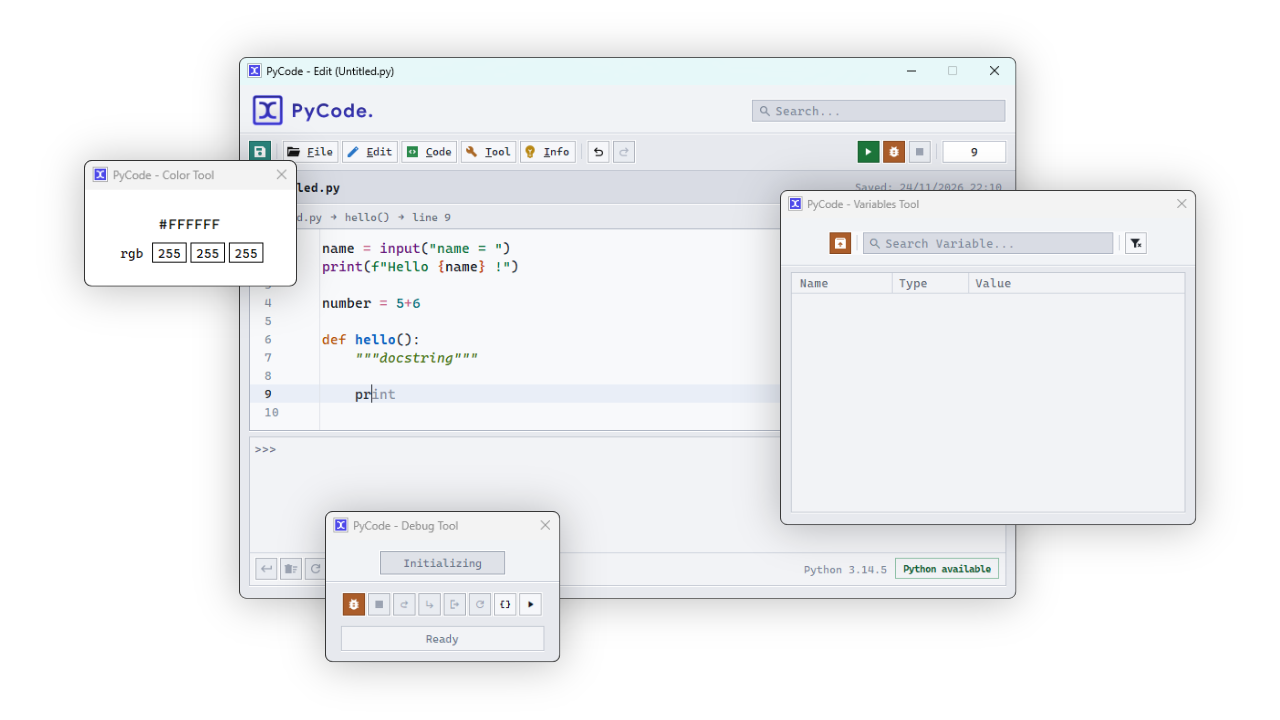 PyCode - Edit (Untitled.py)
PyCode.
Search...
File Edit Code Tool Info
9
PyCode - Color Tool
#FFFFFF
rgb 255 255 255
led.py
Saved: 24/11/2026 22:10
d.py → hello() → line 9
name = input("name = ")
print(f"Hello {name} !")
4 number = 5+6
5
6 def hello():
7 """docstring"""
8
9 print
10
>>>
Python 3.14.5 Python available
PyCode - Variables Tool
Search Variable...
Name Type Value
PyCode - Debug Tool
Initializing
{}
Ready